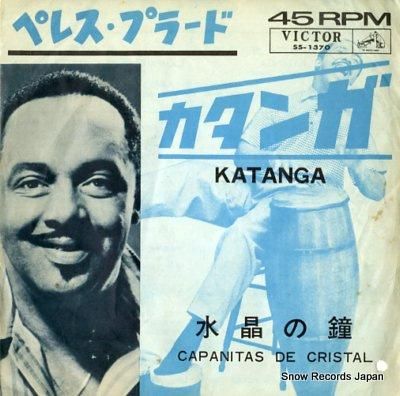 ペレス・プラード
45 RPM
VICTOR
SS-1370
カタンガ
KATANGA
水晶の鐘
CAPANITAS DE CRISTAL
Snow Records Japan